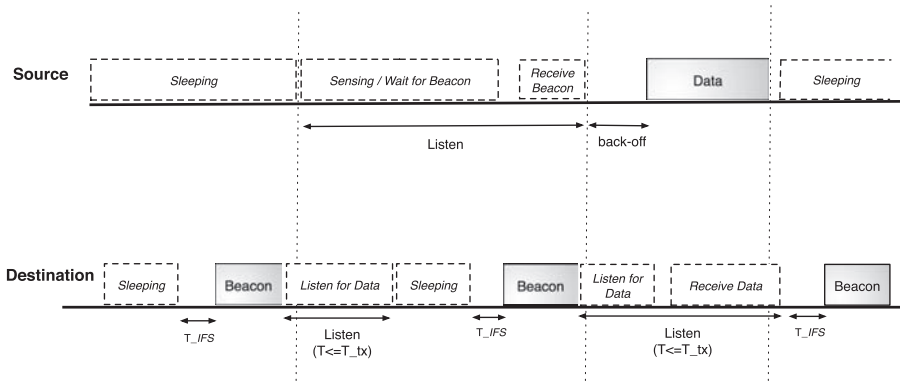 Source
Sleeping
Sensing / Wait for Beacon
Receive
Beacon
Data
Sleeping
Listen
back-off
Destination
Sleeping
Beacon
Listen for Data
Sleeping
Beacon
Listen for
Data
Receive Data
Beacon
T_IFS
Listen
(T<=T_tx)
T_IFS
Listen
(T<=T_tx)
T_IFS